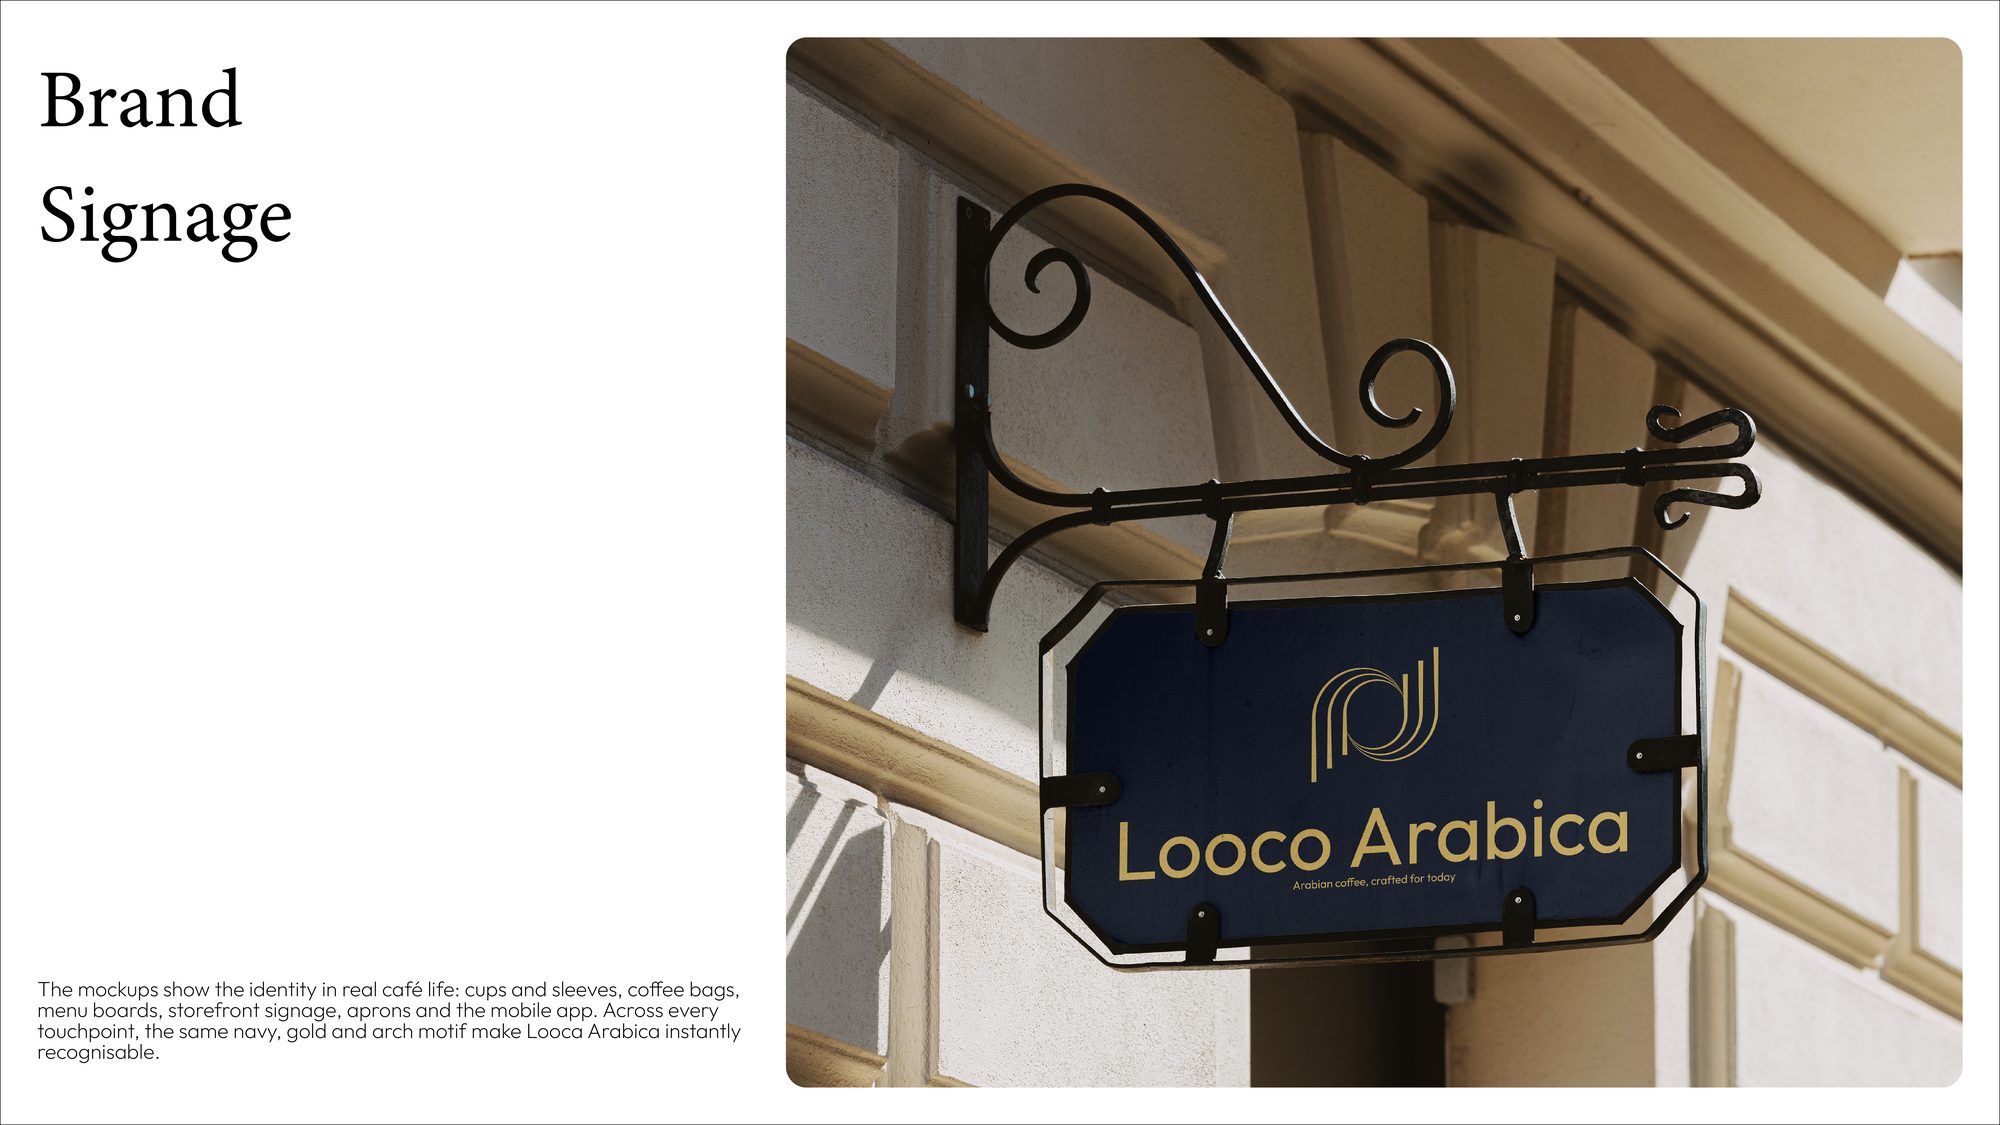 Brand
Signage
The mockups show the identity in real café life: cups and sleeves, coffee bags,
menu boards, storefront signage, aprons and the mobile app. Across every
touchpoint, the same navy, gold and arch motif make Looca Arabica instantly
recognisable.
Looco Arabica
Arabian coffee, crafted for today